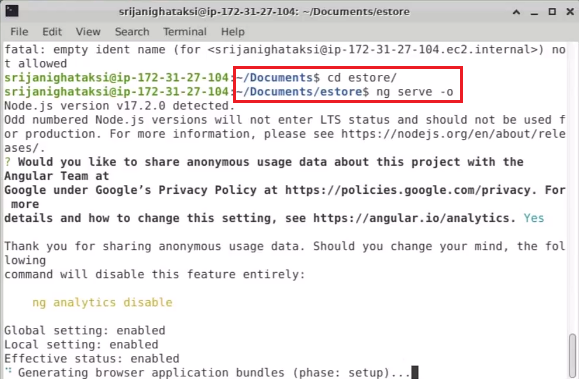 srijanighataksi@ip-172-31-27-104: ~/Documents/estore
File Edit View Search Terminal Help
fatal: empty ident name (for <srijanighataksi@ip-172-31-27-104.ec2.internal>) no
t allowed
srijanighataksi@ip-172-31-27-104:~/Documents$ cd estore/
srijanighataksi@ip-172-31-27-104:~/Documents/estore$ ng serve -o
Node.js version v17.2.0 detected.
Odd numbered Node.js versions will not enter LTS status and should not be used f
or production. For more information, please see https://nodejs.org/en/about/rele
ases/.
? Would you like to share anonymous usage data about this project with the
Angular Team at
Google under Google’s Privacy Policy at https://policies.google.com/privacy. For
more
details and how to change this setting, see https://angular.io/analytics. Yes
Thank you for sharing anonymous usage data. Should you change your mind, the fol
lowing
command will disable this feature entirely:
ng analytics disable
Global setting: enabled
Local setting: enabled
Effective status: enabled
Generating browser application bundles (phase: setup)...